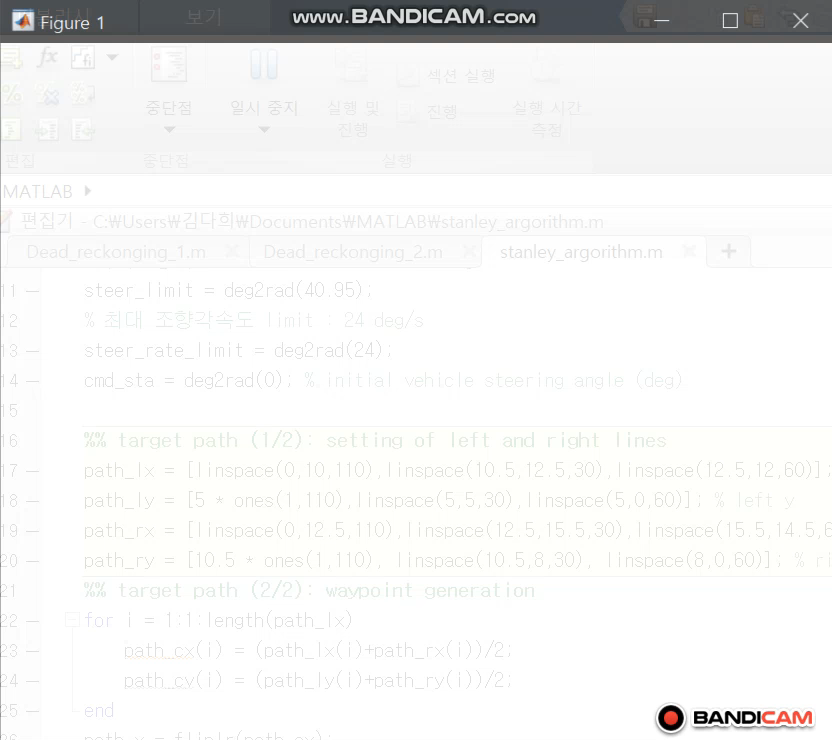 Figure 1
보기
www.BANDICAM.com
fx
섹션 실행
중단점
열시 중지
실행 및
진행
진행
실행 시간
측정
편집
중단점
실행
MATLAB
편집기 - C:₩Users₩김다희₩Documents₩MATLAB₩stanley_argorithm.m
Dead_reckonging_1.m
Dead_reckonging_2.m
stanley_argorithm.m
11 — steer_limit = deg2rad(40.95);
12 % 최대 조향각속도 limit : 24 deg/s
13 — steer_rate_limit = deg2rad(24);
14 — cmd_sta = deg2rad(0); % initial vehicle steering angle (deg)
15
16 %% target path (1/2): setting of left and right lines
17 — path_lx = [linspace(0,10,110),linspace(10.5,12.5,30),linspace(12.5,12,60)];
18 — path_ly = [5 * ones(1,110),linspace(5,5,30),linspace(5,0,60)]; % left y
19 — path_rx = [linspace(0,12.5,110),linspace(12.5,15.5,30),linspace(15.5,14.5,6
20 — path_ry = [10.5 * ones(1,110), linspace(10.5,8,30), linspace(8,0,60)]; % ri
21 %% target path (2/2): waypoint generation
22 — for i = 1:1:length(path_lx)
23 — path_cx(i) = (path_lx(i)+path_rx(i))/2;
24 — path_cy(i) = (path_ly(i)+path_ry(i))/2;
25 — end
26 — path_x = fliplr(path_cx);
BANDICAM